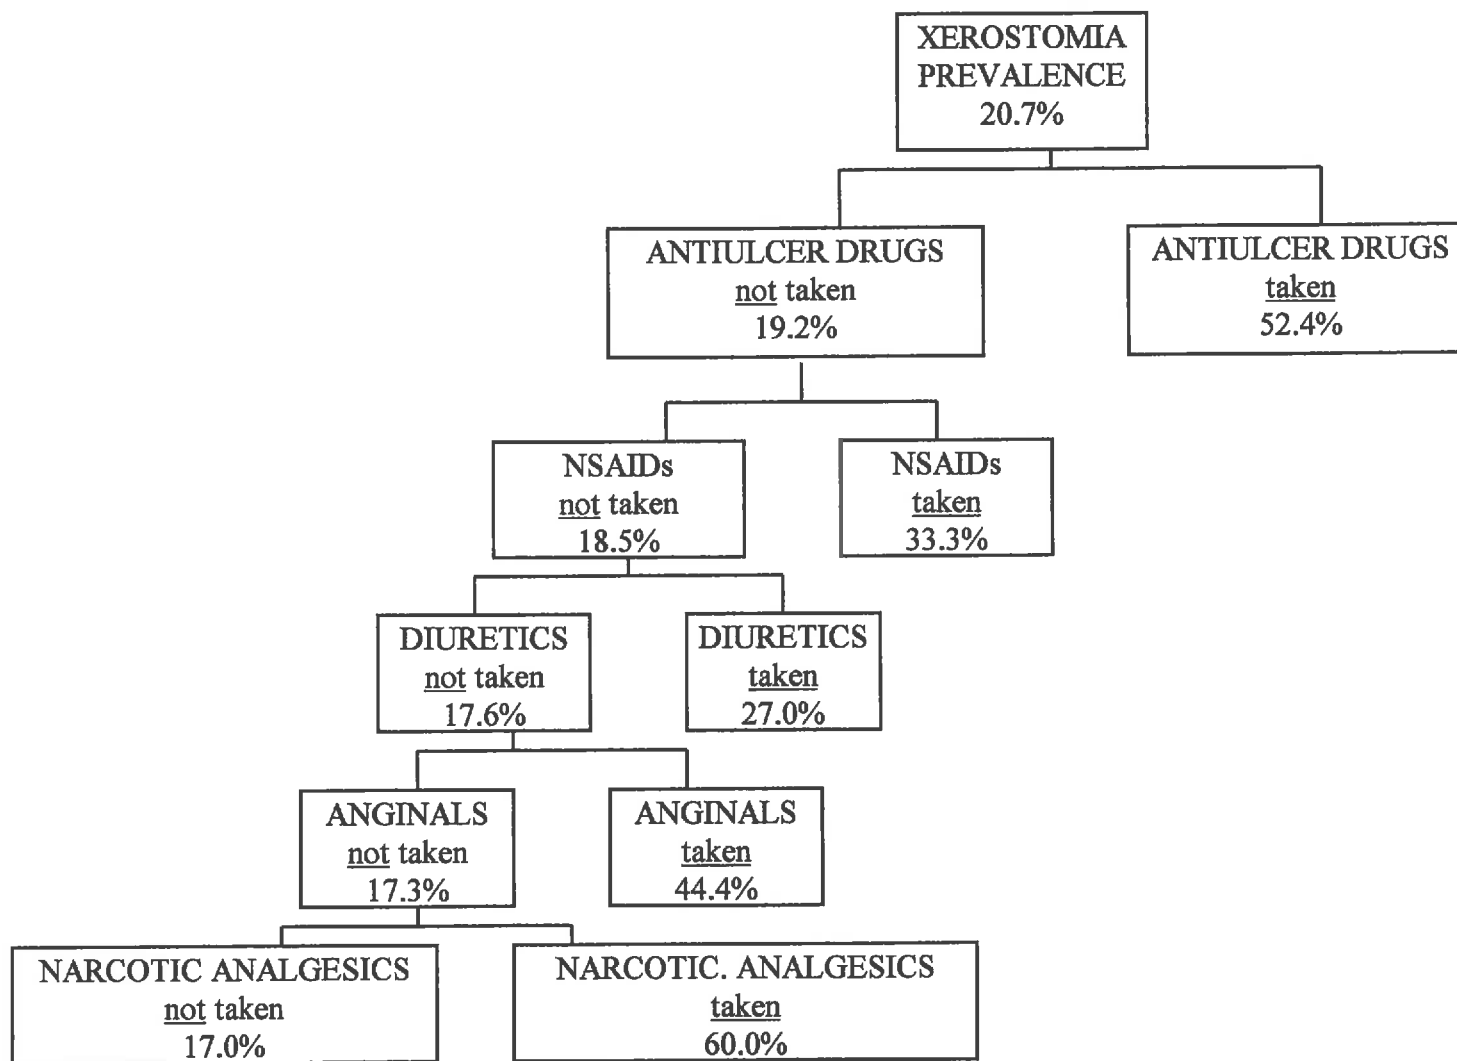 XEROSTOMIA
PREVALENCE
20.7%
ANTIULCER DRUGS
not taken
19.2%
ANTIULCER DRUGS
taken
52.4%
NSAIDs
not taken
18.5%
NSAIDs
taken
33.3%
DIURETICS
not taken
17.6%
DIURETICS
taken
27.0%
ANGINALS
not taken
17.3%
ANGINALS
taken
44.4%
NARCOTIC ANALGESICS
not taken
17.0%
NARCOTIC. ANALGESICS
taken
60.0%